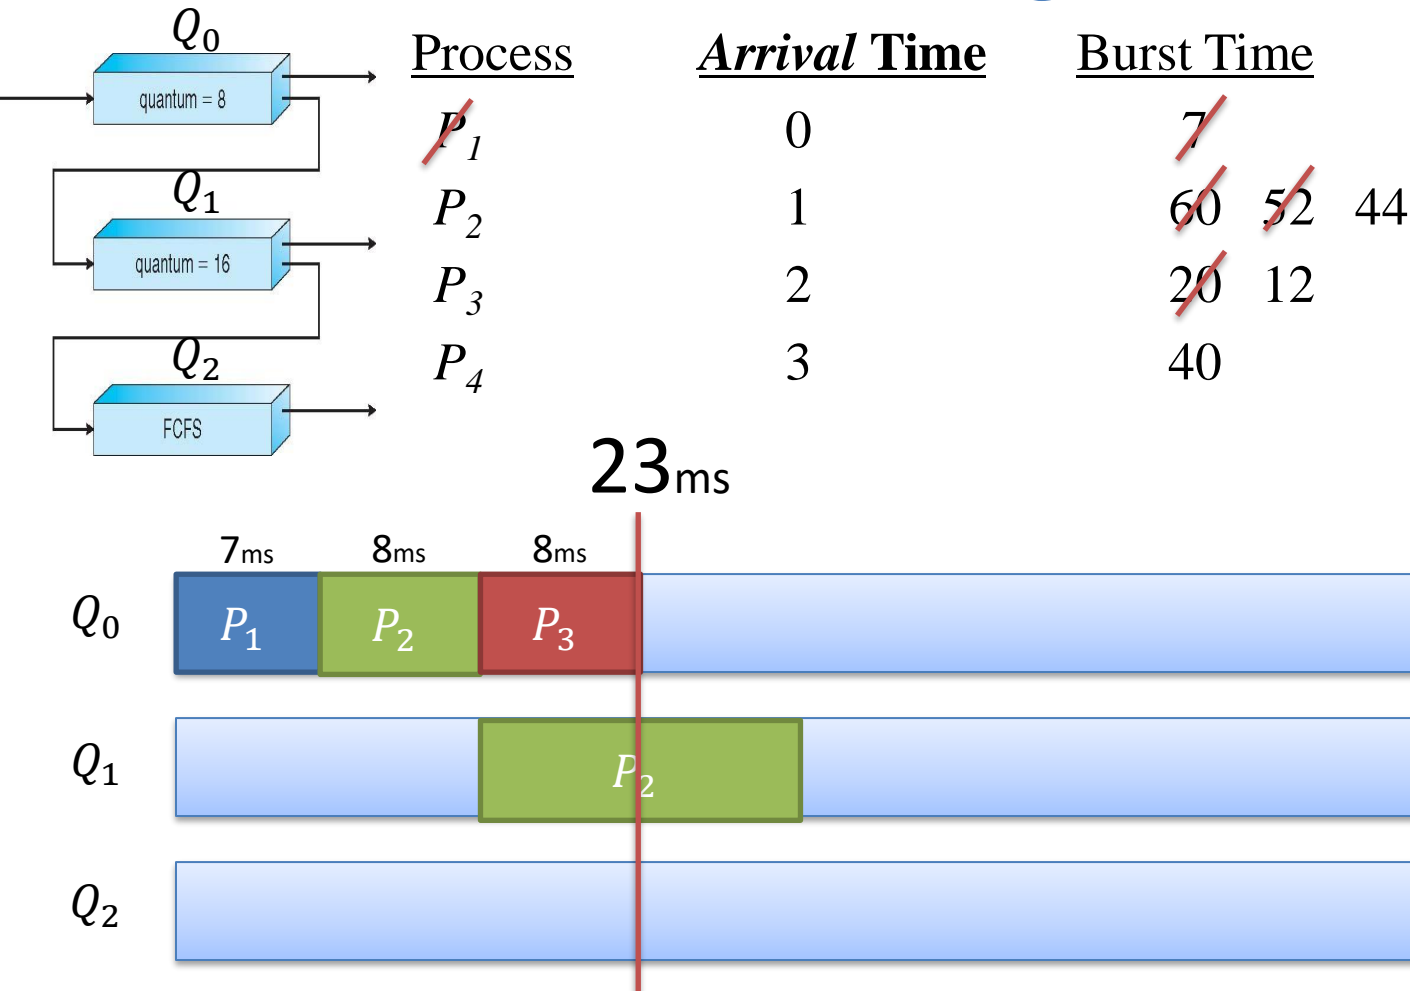 Q0
quantum = 8
Q1
quantum = 16
Q2
FCFS
Process Arrival Time Burst Time
P1 0 7
P2 1 60 52 44
P3 2 20 12
P4 3 40
23ms
7ms 8ms 8ms
Q0 P1 P2 P3
Q1 P2
Q2